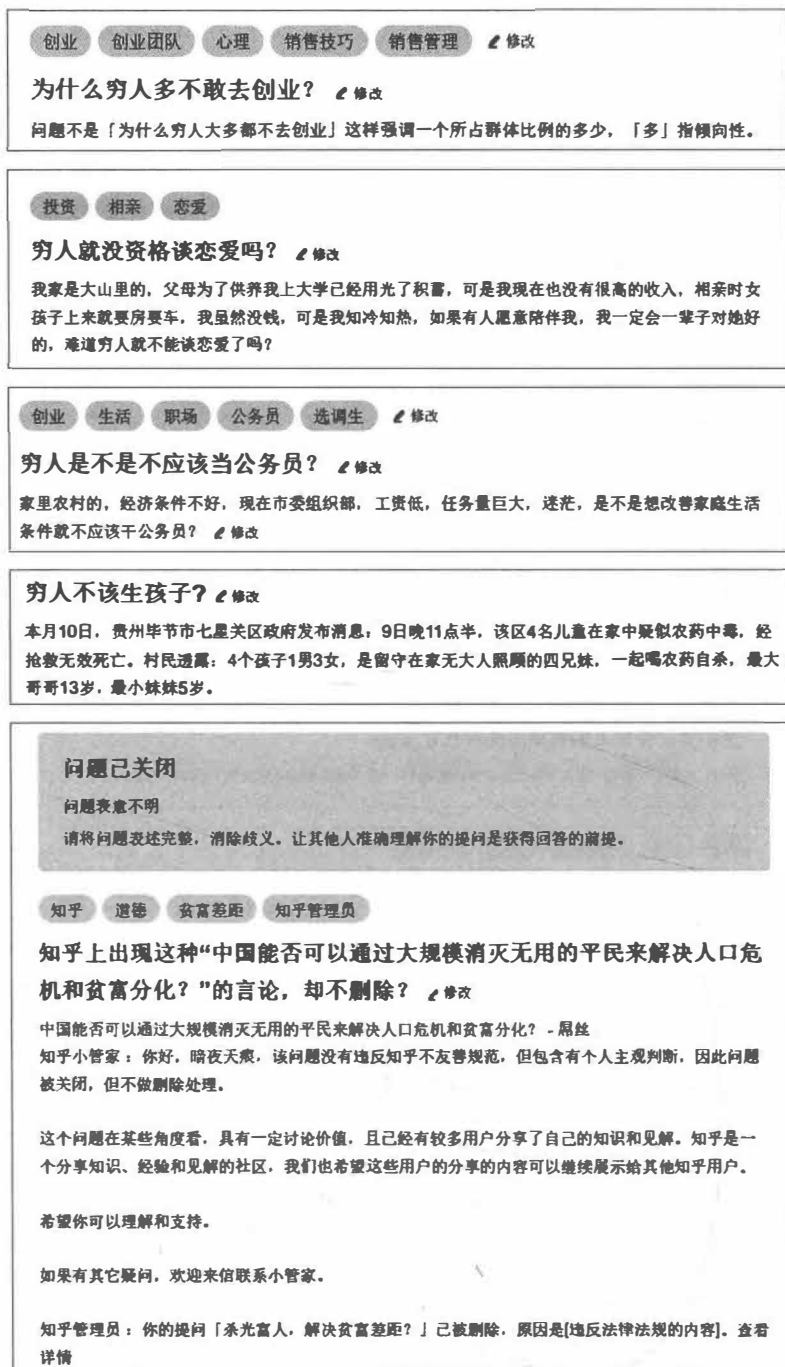 创业 创业团队 心理 销售技巧 销售管理 修改
为什么穷人多不敢去创业？ 修改
问题不是「为什么穷人大多都不去创业」这样强调一个所占群体比例的多少，「多」指倾向性。
投资 相亲 恋爱
穷人就没资格谈恋爱吗？ 修改
我家是大山里的，父母为了供养我上大学已经用光了积蓄，可是我现在也没有很高的收入，相亲时女
孩子上来就要房要车，我虽然没钱，可是我知冷知热，如果有人愿意陪伴我，我一定会一辈子对她好
的，难道穷人就不能谈恋爱了吗？
创业 生活 职场 公务员 选调生 修改
穷人是不是不应该当公务员？ 修改
家里农村的，经济条件不好，现在市委组织部，工资低，任务量巨大，迷茫，是不是想改善家庭生活
条件就不应该干公务员？ 修改
穷人不该生孩子？ 修改
本月10日，贵州毕节市七星关区政府发布消息：9日晚11点半，该区4名儿童在家中疑似农药中毒，经
抢救无效死亡。村民透露：4个孩子1男3女，是留守在家无大人照顾的四兄妹，一起喝农药自杀，最大
哥哥13岁，最小妹妹5岁。
问题已关闭
问题表意不明
请将问题表述完整，消除歧义。让其他人准确理解你的提问是获得回答的前提。
知乎 道德 贫富差距 知乎管理员
知乎上出现这种“中国能否可以通过大规模消灭无用的平民来解决人口危
机和贫富分化？”的言论，却不删除？ 修改
中国能否可以通过大规模消灭无用的平民来解决人口危机和贫富分化？ - 屌丝
知乎小管家：你好，暗夜天痕，该问题没有违反知乎不友善规范，但包含有个人主观判断，因此问题
被关闭，但不做删除处理。
这个问题在某些角度看，具有一定讨论价值，且已经有较多用户分享了自己的知识和见解。知乎是一
个分享知识、经验和见解的社区，我们也希望这些用户的分享的内容可以继续展示给其他知乎用户。
希望你可以理解和支持。
如果有其它疑问，欢迎来信联系小管家。
知乎管理员：你的提问「杀光富人，解决贫富差距？」已被删除，原因是[违反法律法规的内容]。查看
详情